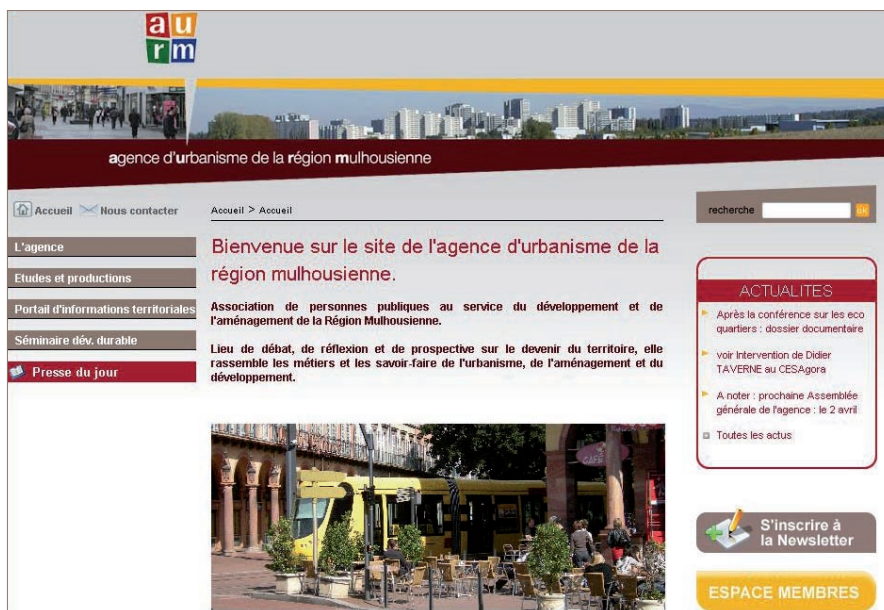 au
rm
agence d'urbanisme de la région mulhousienne
Accueil Nous contacter
Accueil > Accueil
recherche ok
L'agence
Etudes et productions
Portail d'informations territoriales
Séminaire dév. durable
Presse du jour
Bienvenue sur le site de l'agence d'urbanisme de la
région mulhousienne.
Association de personnes publiques au service du développement et de
l'aménagement de la Région Mulhousienne.
Lieu de débat, de réflexion et de prospective sur le devenir du territoire, elle
rassemble les métiers et les savoir-faire de l'urbanisme, de l'aménagement et du
développement.
CAFE
ACTUALITES
Après la conférence sur les eco
quartiers : dossier documentaire
voir Intervention de Didier
TAVERNE au CESAgora
A noter : prochaine Assemblée
générale de l'agence : le 2 avril
Toutes les actus
S'inscrire à
la Newsletter
ESPACE MEMBRES